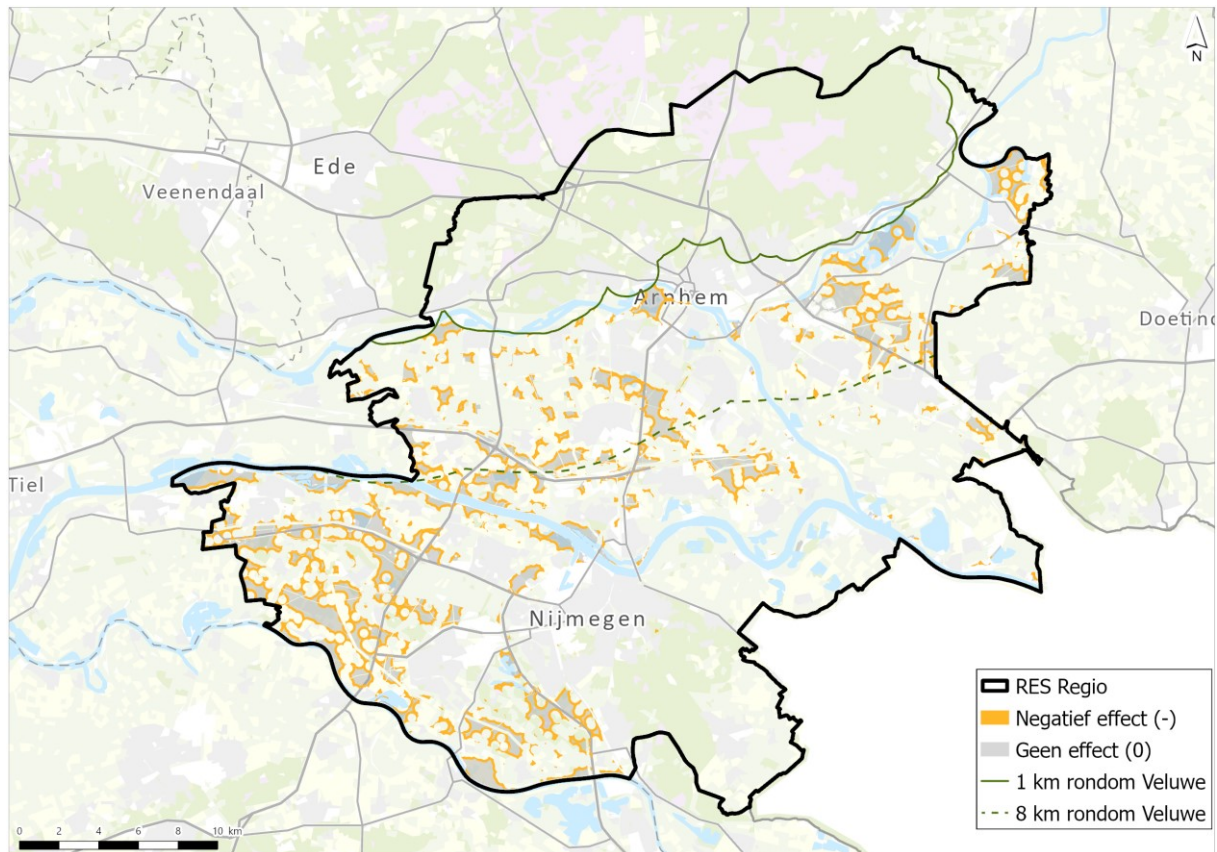 N
Ede
Veenendaal
Arnhem
Doetinc
Tiel
Nijmegen
RES Regio
Negatief effect (-)
Geen effect (0)
1 km rondom Veluwe
8 km rondom Veluwe
0 2 4 6 8 10 km